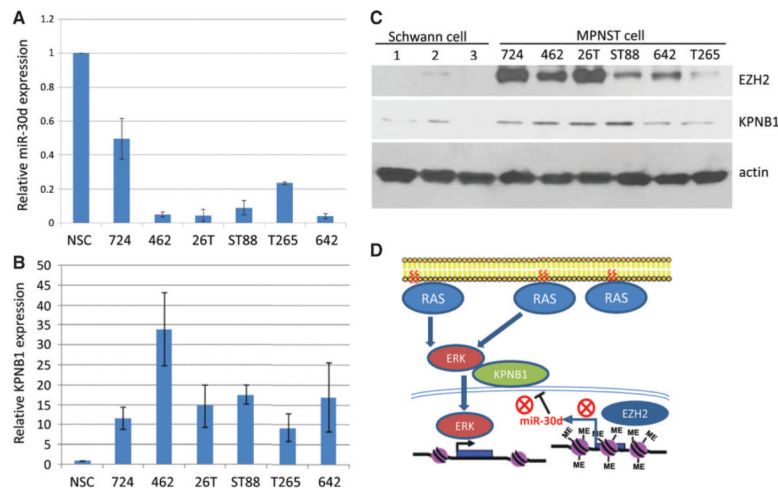 A
Relative miR-30d expression
1.2
1
0.8
0.6
0.4
0.2
0
NSC 724 462 26T ST88 T265 642
B
Relative KPNB1 expression
50
45
40
35
30
25
20
15
10
5
0
NSC 724 462 26T ST88 T265 642
C
Schwann cell MPNST cell
1 2 3 724 462 26T ST88 642 T265
EZH2
KPNB1
actin
D
RAS RAS RAS
ERK
KPNB1
miR-30d
EZH2
ERK
ME ME ME ME ME
ME ME ME